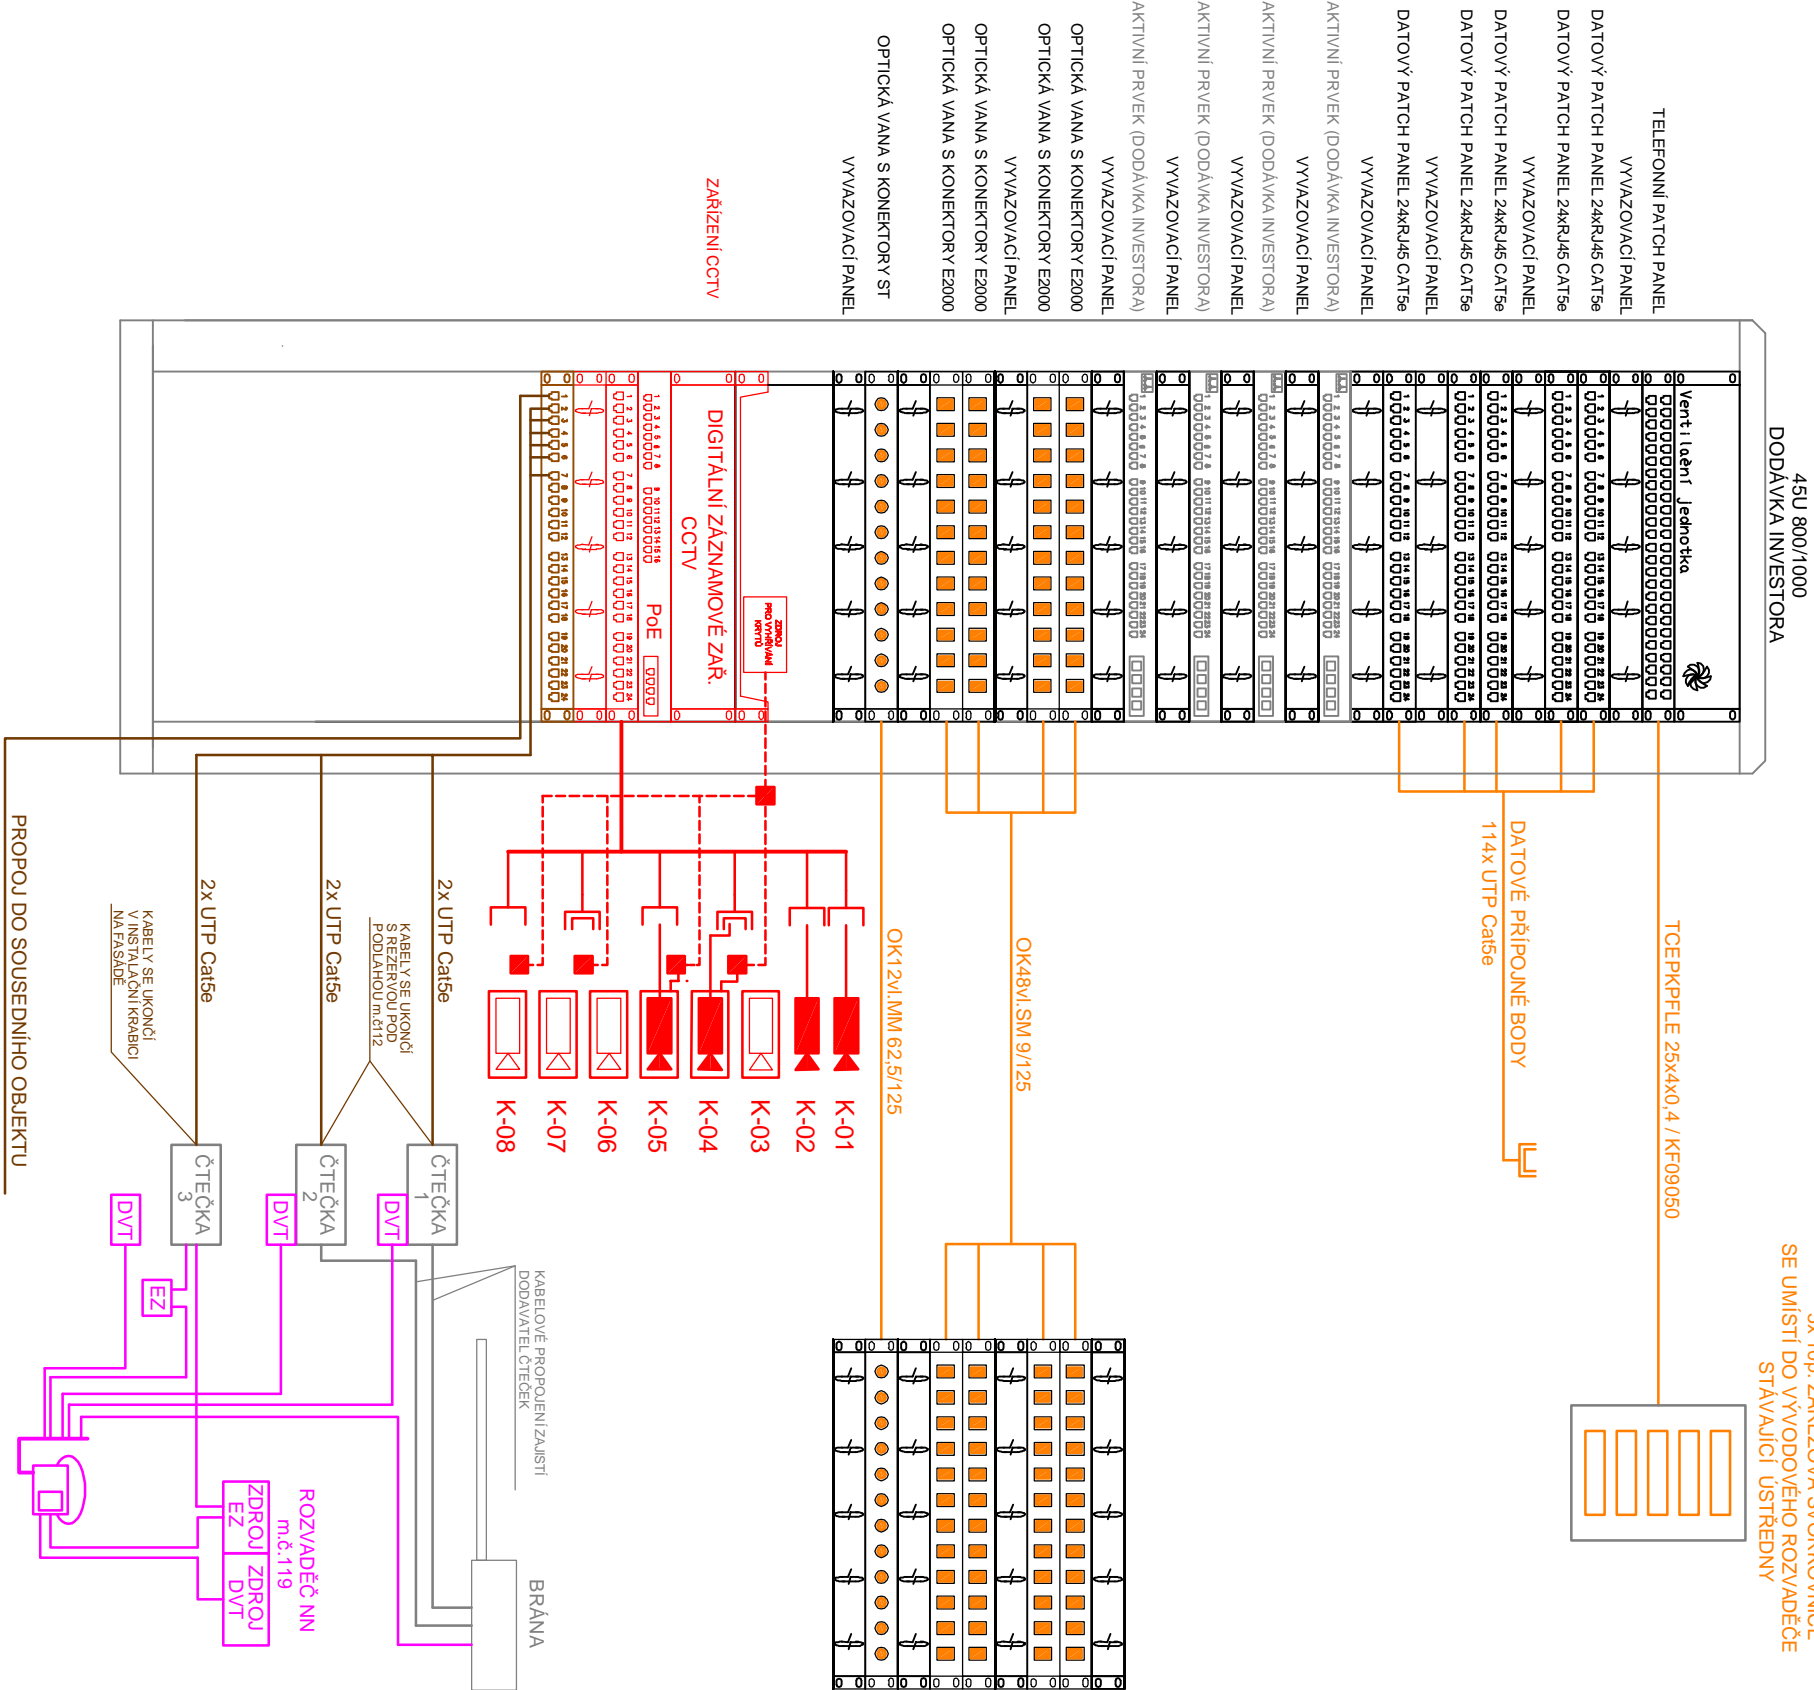 45U 800/1000
DODÁVKA INVESTORA
TELEFONNÍ PATCH PANEL
VYVAZOVACÍ PANEL
DATOVÝ PATCH PANEL 24xRJ45 CAT5e
DATOVÝ PATCH PANEL 24xRJ45 CAT5e
VYVAZOVACÍ PANEL
DATOVÝ PATCH PANEL 24xRJ45 CAT5e
DATOVÝ PATCH PANEL 24xRJ45 CAT5e
VYVAZOVACÍ PANEL
DATOVÝ PATCH PANEL 24xRJ45 CAT5e
VYVAZOVACÍ PANEL
AKTIVNÍ PRVEK (DODÁVKA INVESTORA)
VYVAZOVACÍ PANEL
AKTIVNÍ PRVEK (DODÁVKA INVESTORA)
VYVAZOVACÍ PANEL
AKTIVNÍ PRVEK (DODÁVKA INVESTORA)
VYVAZOVACÍ PANEL
AKTIVNÍ PRVEK (DODÁVKA INVESTORA)
VYVAZOVACÍ PANEL
OPTICKÁ VANA S KONEKTORY E2000
OPTICKÁ VANA S KONEKTORY E2000
VYVAZOVACÍ PANEL
OPTICKÁ VANA S KONEKTORY E2000
OPTICKÁ VANA S KONEKTORY E2000
OPTICKÁ VANA S KONEKTORY ST
VYVAZOVACÍ PANEL
ZAŘÍZENÍ CCTV
Ventilační jednotka
ZDROJ
PRO VYHŘÍVÁNÍ
KRYTŮ
DIGITÁLNÍ ZÁZNAMOVÉ ZAŘ.
CCTV
PoE
SE UMÍSTÍ DO VÝVODOVÉHO ROZVADĚČE
STÁVAJÍCÍ ÚSTŘEDNY
TCEPKPFLE 25x4x0,4 / KF09050
DATOVÉ PŘÍPOJNÉ BODY
114x UTP Cat5e
OK48vl.SM 9/125
OK12vl.MM 62,5/125
K-01
K-02
K-03
K-04
K-05
K-06
K-07
K-08
2x UTP Cat5e
KABELY SE UKONČÍ
S REZERVOU POD
PODLAHOU m.č112
2x UTP Cat5e
2x UTP Cat5e
KABELY SE UKONČÍ
V INSTALAČNÍ KRABICI
NA FASÁDĚ
PROPOJ DO SOUSEDNÍHO OBJEKTU
ČTEČKA
1
DVT
ČTEČKA
2
DVT
ČTEČKA
3
DVT
EZ
KABELOVÉ PROPOJENÍ ZAJISTÍ
DODAVATEL ČTEČEK
BRÁNA
ROZVADĚČ NN
m.č.119
ZDROJ
EZ
ZDROJ
DVT